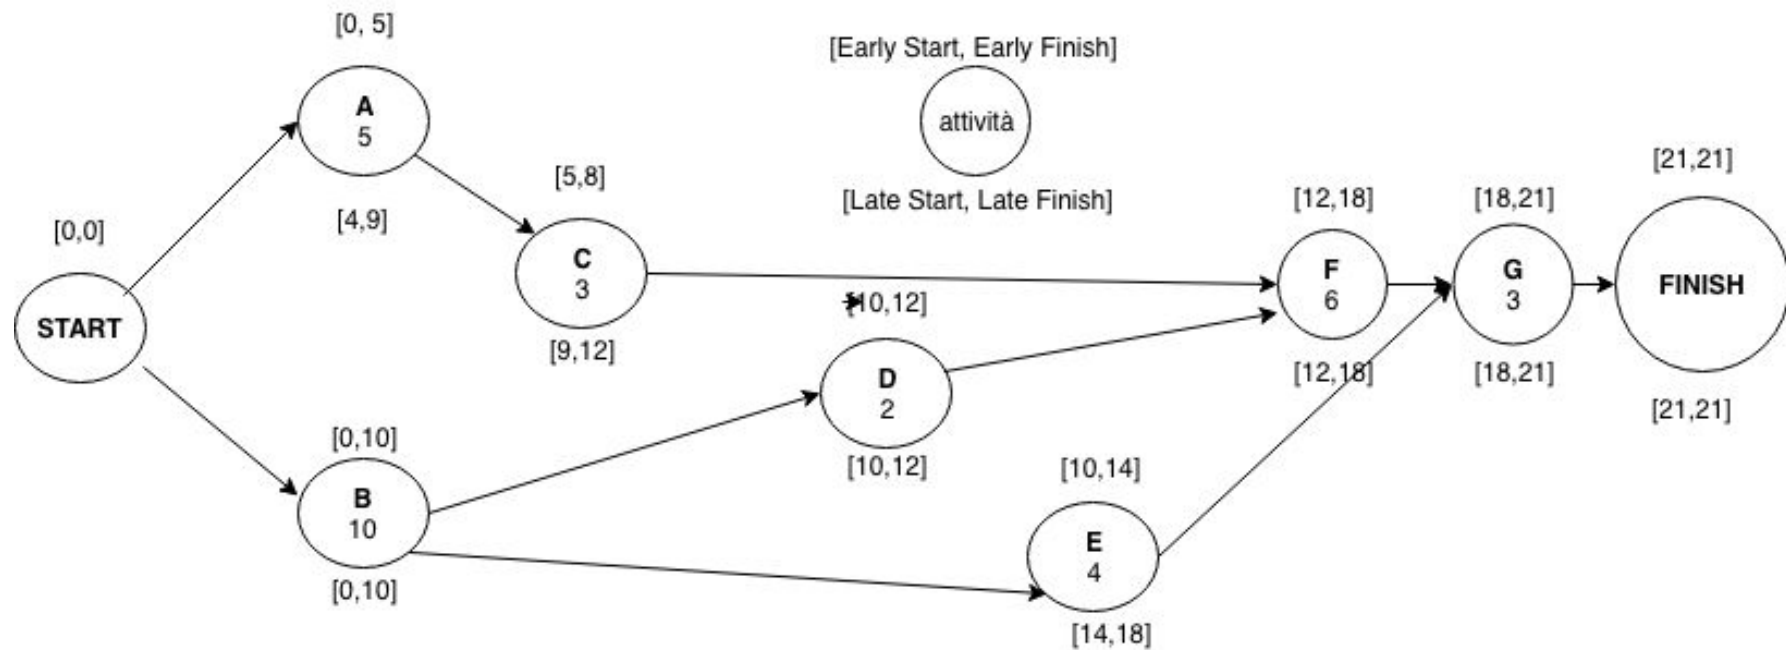 [0, 5]
A
5
[4,9]
[Early Start, Early Finish]
attività
[Late Start, Late Finish]
[0,0]
START
[5,8]
C
3
[9,12]
[10,12]
D
2
[10,12]
[0,10]
B
10
[0,10]
[10,14]
E
4
[14,18]
[12,18]
F
6
[12,18]
[18,21]
G
3
[18,21]
[21,21]
FINISH
[21,21]